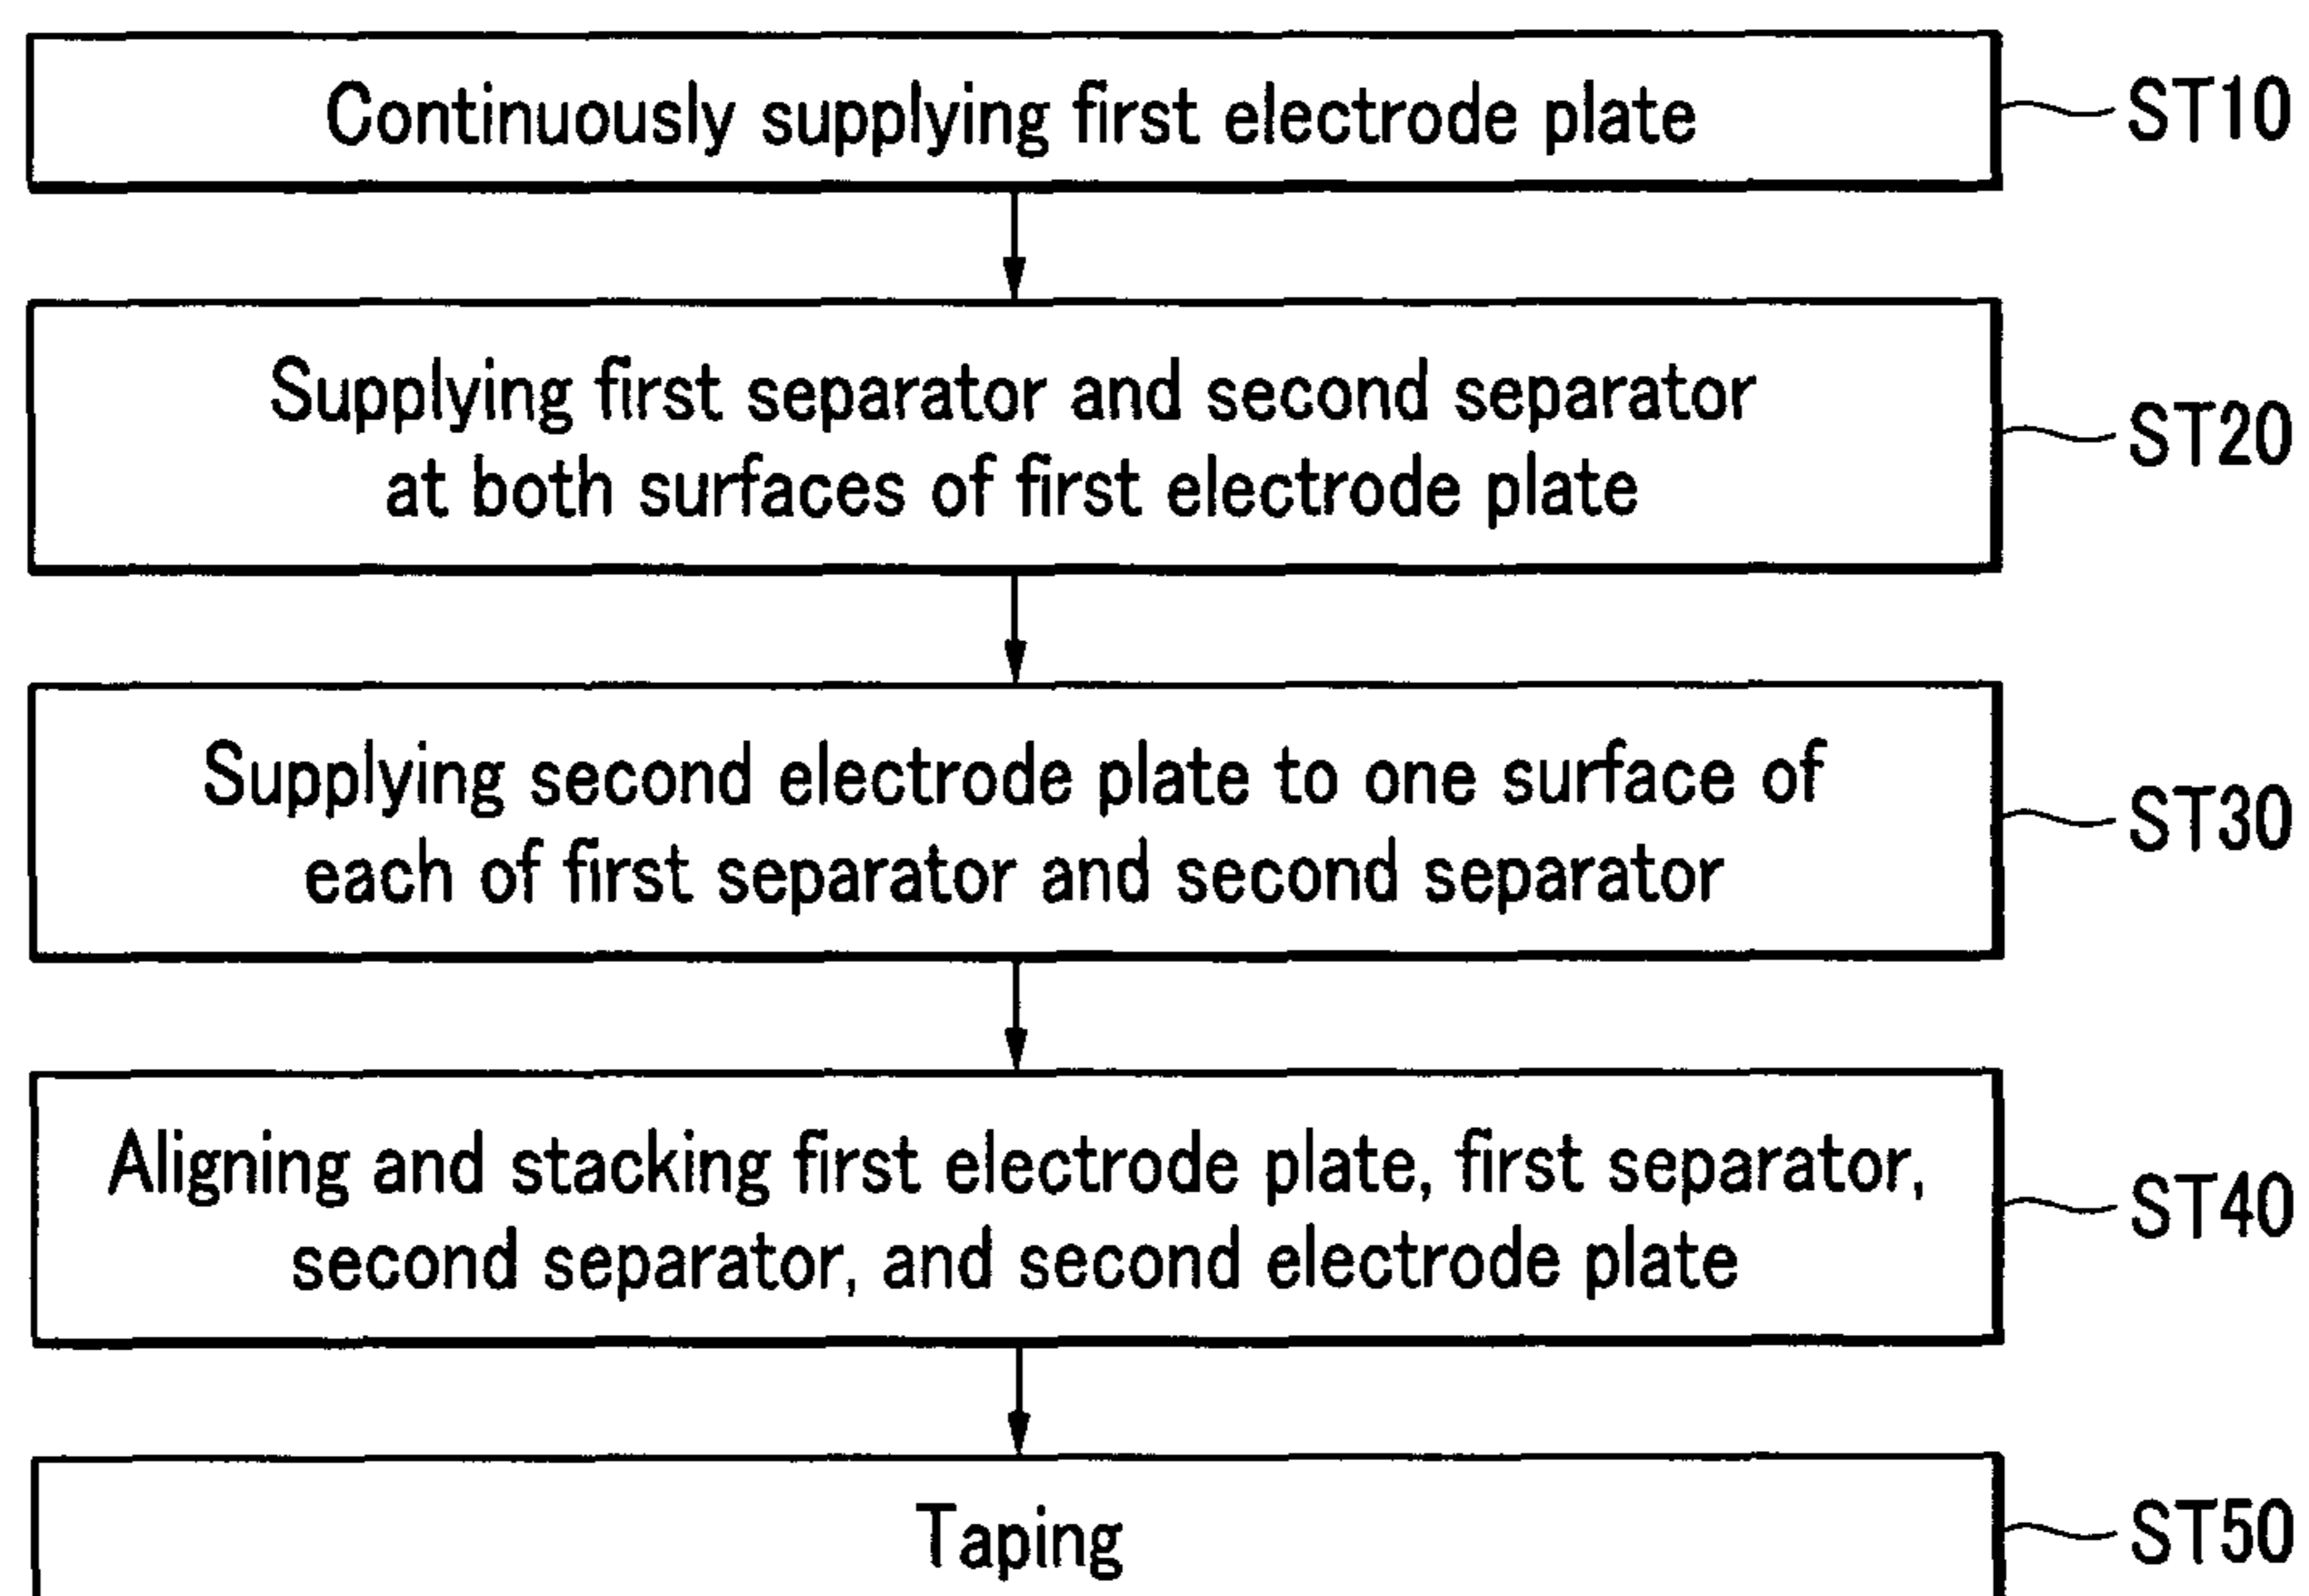 Continuously supplying first electrode plate
ST10
Supplying first separator and second separator
at both surfaces of first electrode plate
ST20
Supplying second electrode plate to one surface of
each of first separator and second separator
ST30
Aligning and stacking first electrode plate, first separator,
second separator, and second electrode plate
ST40
Taping
ST50